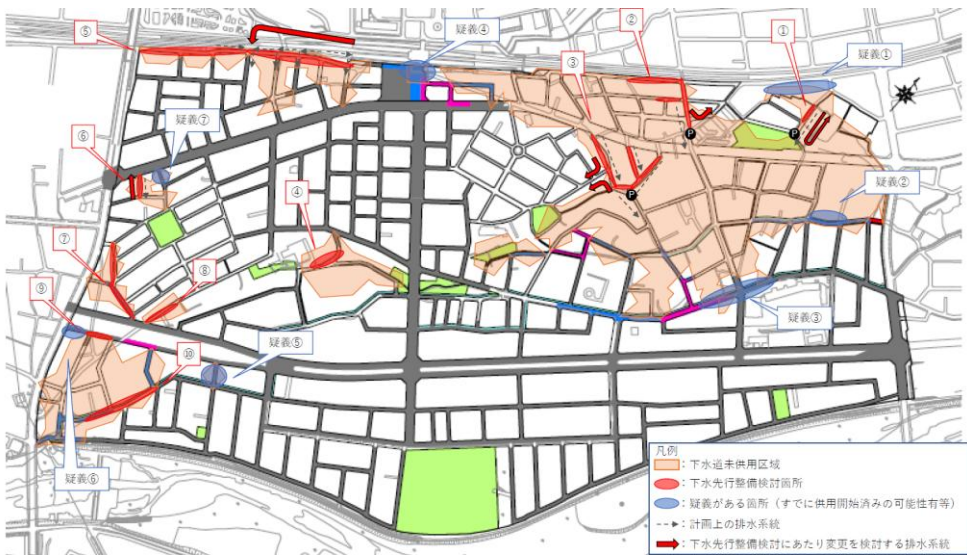 ⑤
疑義④
②
①
疑義①
③
疑義⑦
⑥
P
P
疑義②
④
P
⑦
⑧
⑨
疑義③
疑義⑤
⑩
疑義⑥
凡例
：下水道未供用区域
：下水先行整備検討箇所
：疑義がある箇所（すでに供用開始済みの可能性有等）
：計画上の排水系統
：下水先行整備検討にあたり変更を検討する排水系統